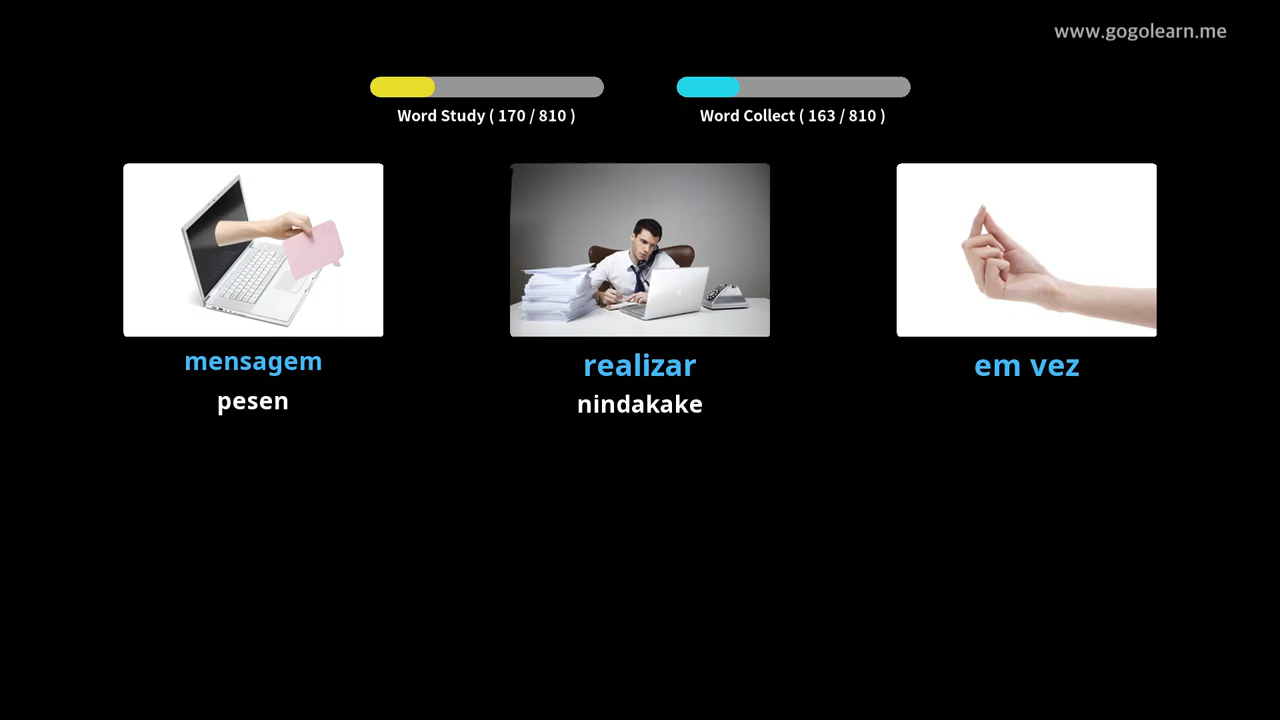 www.gogolearn.me
Word Study ( 170 / 810 )
Word Collect ( 163 / 810 )
mensagem
pesen
realizar
nindakake
em vez